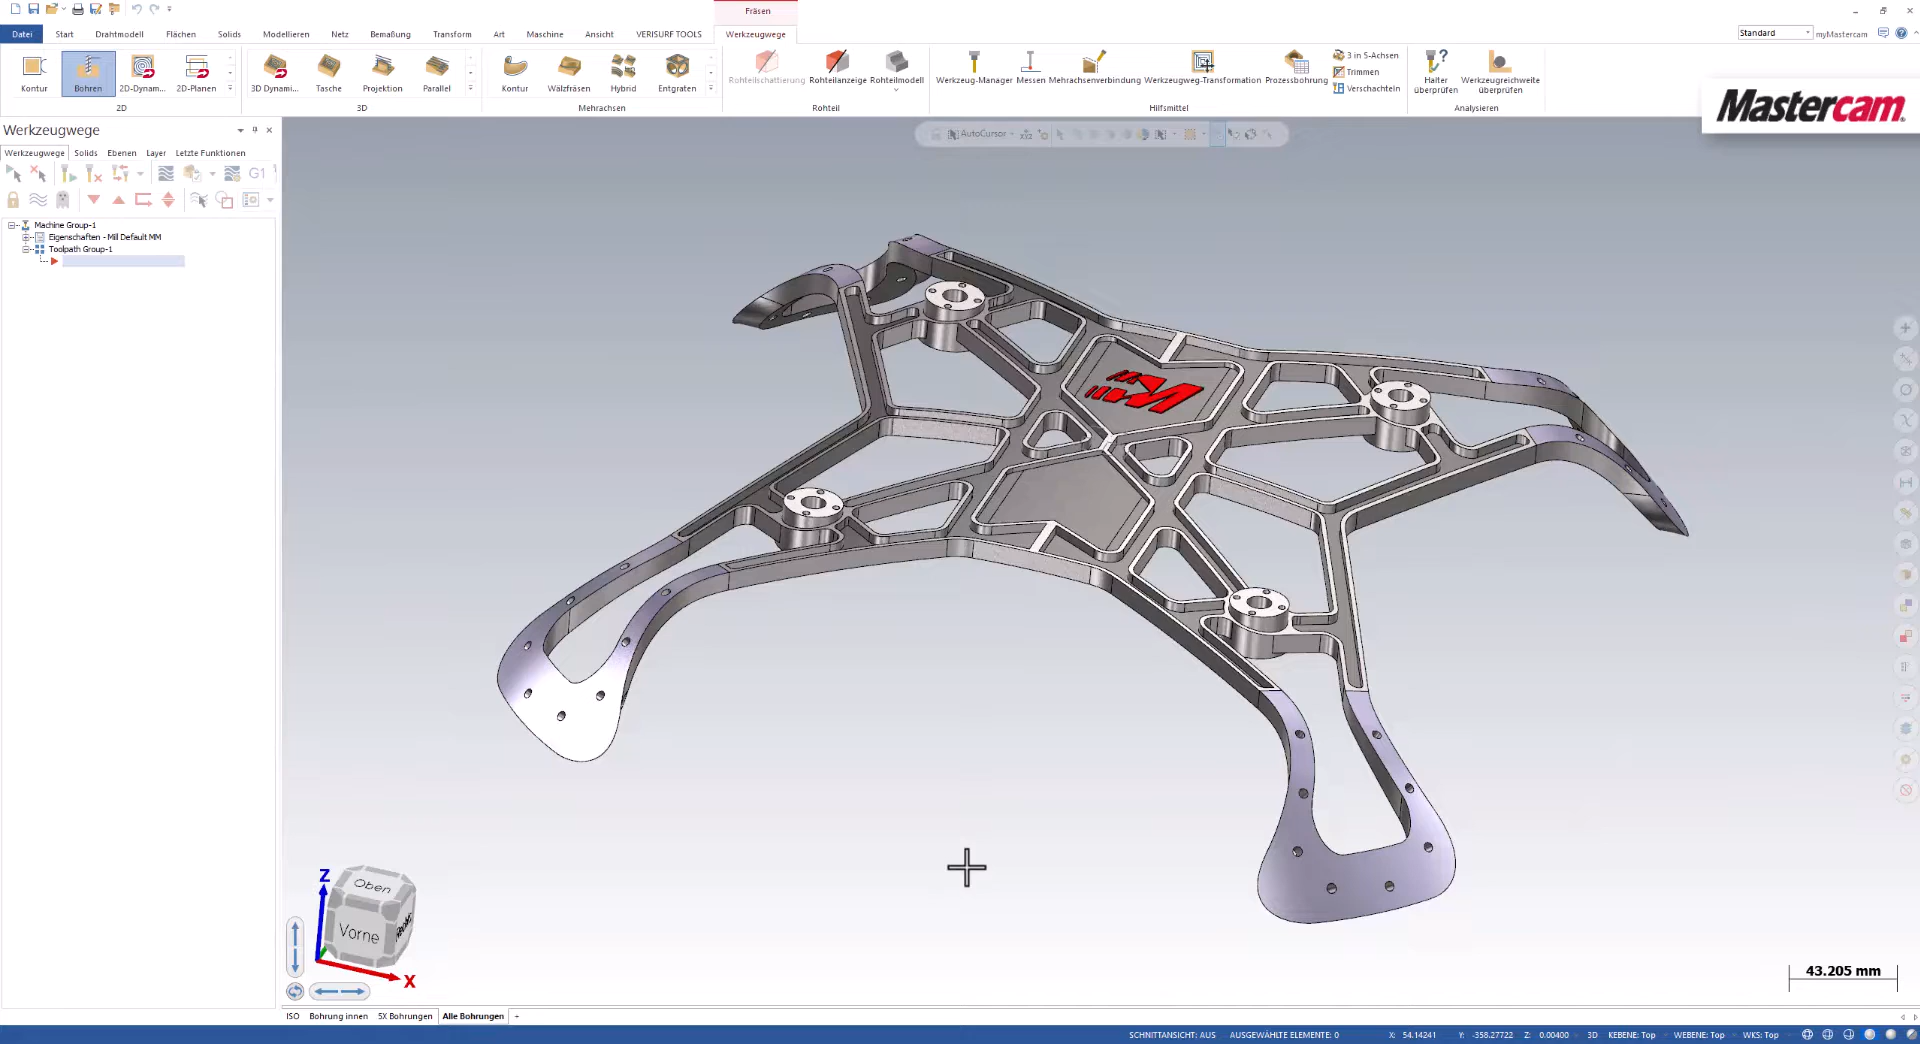 Fräsen
Datei Start Drahtmodell Flächen Solids Modellieren Netz Bemaßung Transform Art Maschine Ansicht VERISURF TOOLS Werkzeugwege
Standard myMastercam
Kontur Bohren 2D-Dynam... 2D-Planen
2D
3D Dynami... Tasche Projektion Parallel
3D
Kontur Wälzfräsen Hybrid Entgraten
Mehrachsen
Rohteilschattierung Rohteilanzeige Rohteilmodell
Rohteil
Werkzeug-Manager Messen Mehrachsenverbindung Werkzeugweg-Transformation Prozessbohrung
3 in 5-Achsen
Trimmen
Verschachteln
Hilfsmittel
Halter überprüfen
Werkzeugreichweite überprüfen
Analysieren
Mastercam
Werkzeugwege
Werkzeugwege Solids Ebenen Layer Letzte Funktionen
G1
Machine Group-1
Eigenschaften - Mill Default MM
Toolpath Group-1
AutoCursor
XYZ
Z
Oben
Vorne
X
43.205 mm
ISO Bohrung innen 5X Bohrungen Alle Bohrungen +
SCHNITTANSICHT: AUS AUSGEWÄHLTE ELEMENTE: 0 X: 54.14241 Y: -358.27722 Z: 0.00400 3D KEBENE: Top WEBENE: Top WKS: Top